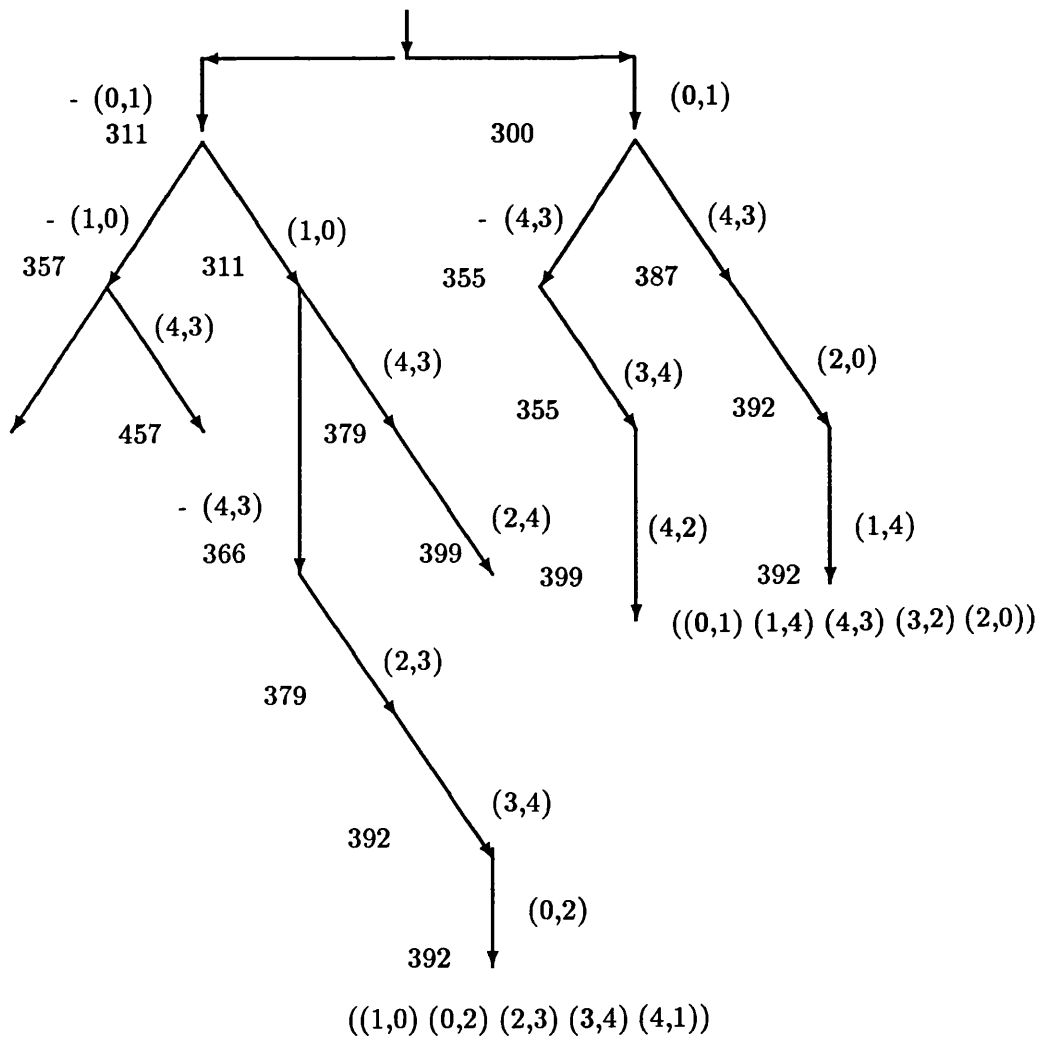 - (0,1) (0,1)
311 300
- (1,0) (1,0) - (4,3) (4,3)
357 311 355 387
(4,3) (4,3) (3,4) (2,0)
457 379 355 392
- (4,3) (2,4) (4,2) (1,4)
366 399 399 392
((0,1) (1,4) (4,3) (3,2) (2,0))
(2,3)
379
(3,4)
392
(0,2)
392
((1,0) (0,2) (2,3) (3,4) (4,1))